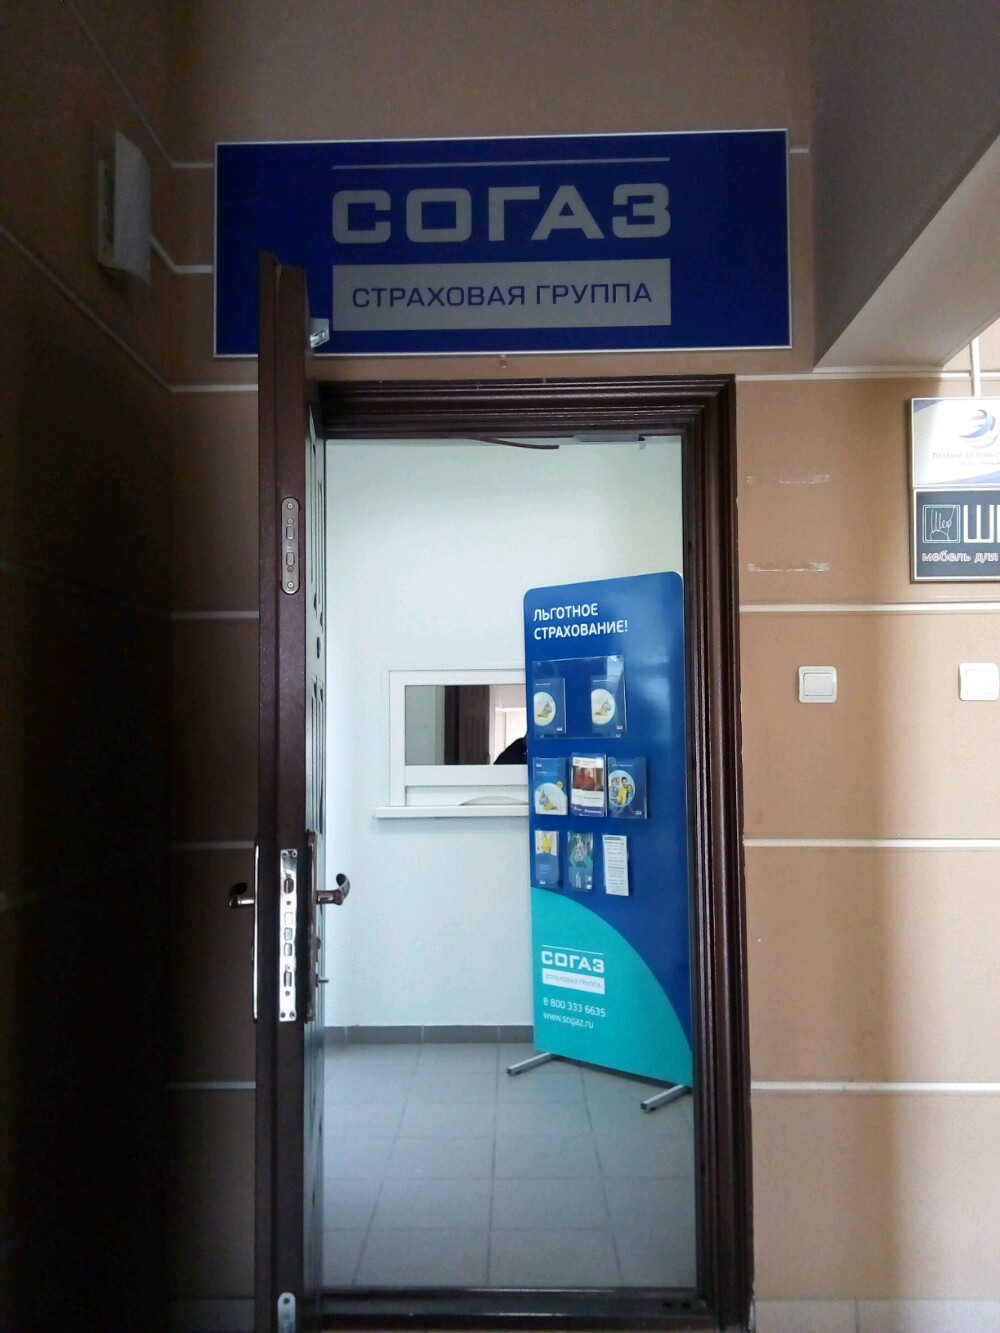 СОГАЗ
СТРАХОВАЯ ГРУППА
ЛЬГОТНОЕ
СТРАХОВАНИЕ!
СОГАЗ
СТРАХОВАЯ ГРУППА
8 800 333 6635
www.sogaz.ru
мебель для